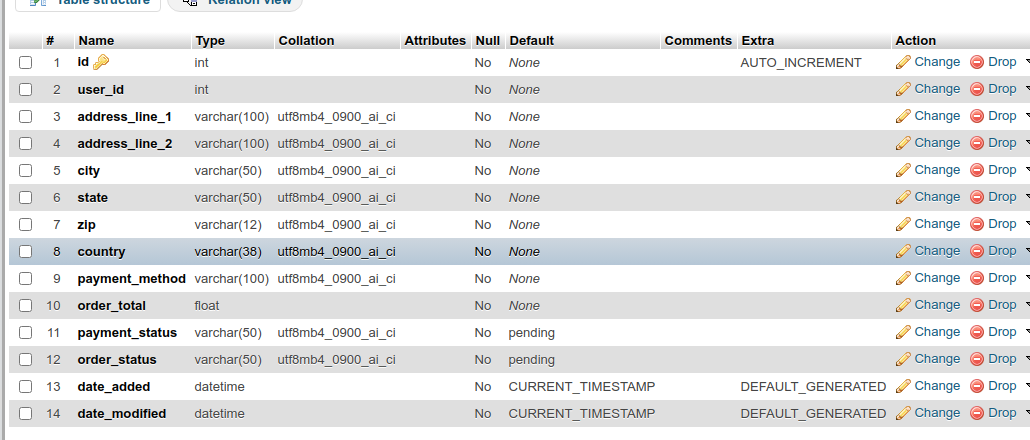 Table structure Relation view
# Name Type Collation Attributes Null Default Comments Extra Action
1 id int No None AUTO_INCREMENT Change Drop
2 user_id int No None Change Drop
3 address_line_1 varchar(100) utf8mb4_0900_ai_ci No None Change Drop
4 address_line_2 varchar(100) utf8mb4_0900_ai_ci No None Change Drop
5 city varchar(50) utf8mb4_0900_ai_ci No None Change Drop
6 state varchar(50) utf8mb4_0900_ai_ci No None Change Drop
7 zip varchar(12) utf8mb4_0900_ai_ci No None Change Drop
8 country varchar(38) utf8mb4_0900_ai_ci No None Change Drop
9 payment_method varchar(100) utf8mb4_0900_ai_ci No None Change Drop
10 order_total float No None Change Drop
11 payment_status varchar(50) utf8mb4_0900_ai_ci No pending Change Drop
12 order_status varchar(50) utf8mb4_0900_ai_ci No pending Change Drop
13 date_added datetime No CURRENT_TIMESTAMP DEFAULT_GENERATED Change Drop
14 date_modified datetime No CURRENT_TIMESTAMP DEFAULT_GENERATED Change Drop